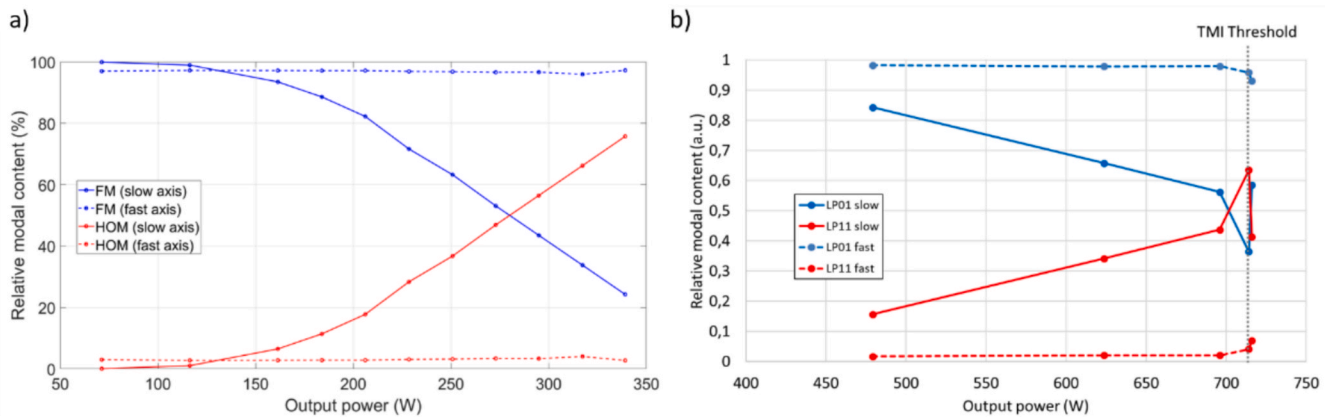 a)
Relative modal content (%)
100
80
60
40
20
0
FM (slow axis)
FM (fast axis)
HOM (slow axis)
HOM (fast axis)
50 100 150 200 250 300 350
Output power (W)
b)
TMI Threshold
Relative modal content (a.u.)
1
0,9
0,8
0,7
0,6
0,5
0,4
0,3
0,2
0,1
0
LP01 slow
LP11 slow
LP01 fast
LP11 fast
400 450 500 550 600 650 700 750
Output power (W)